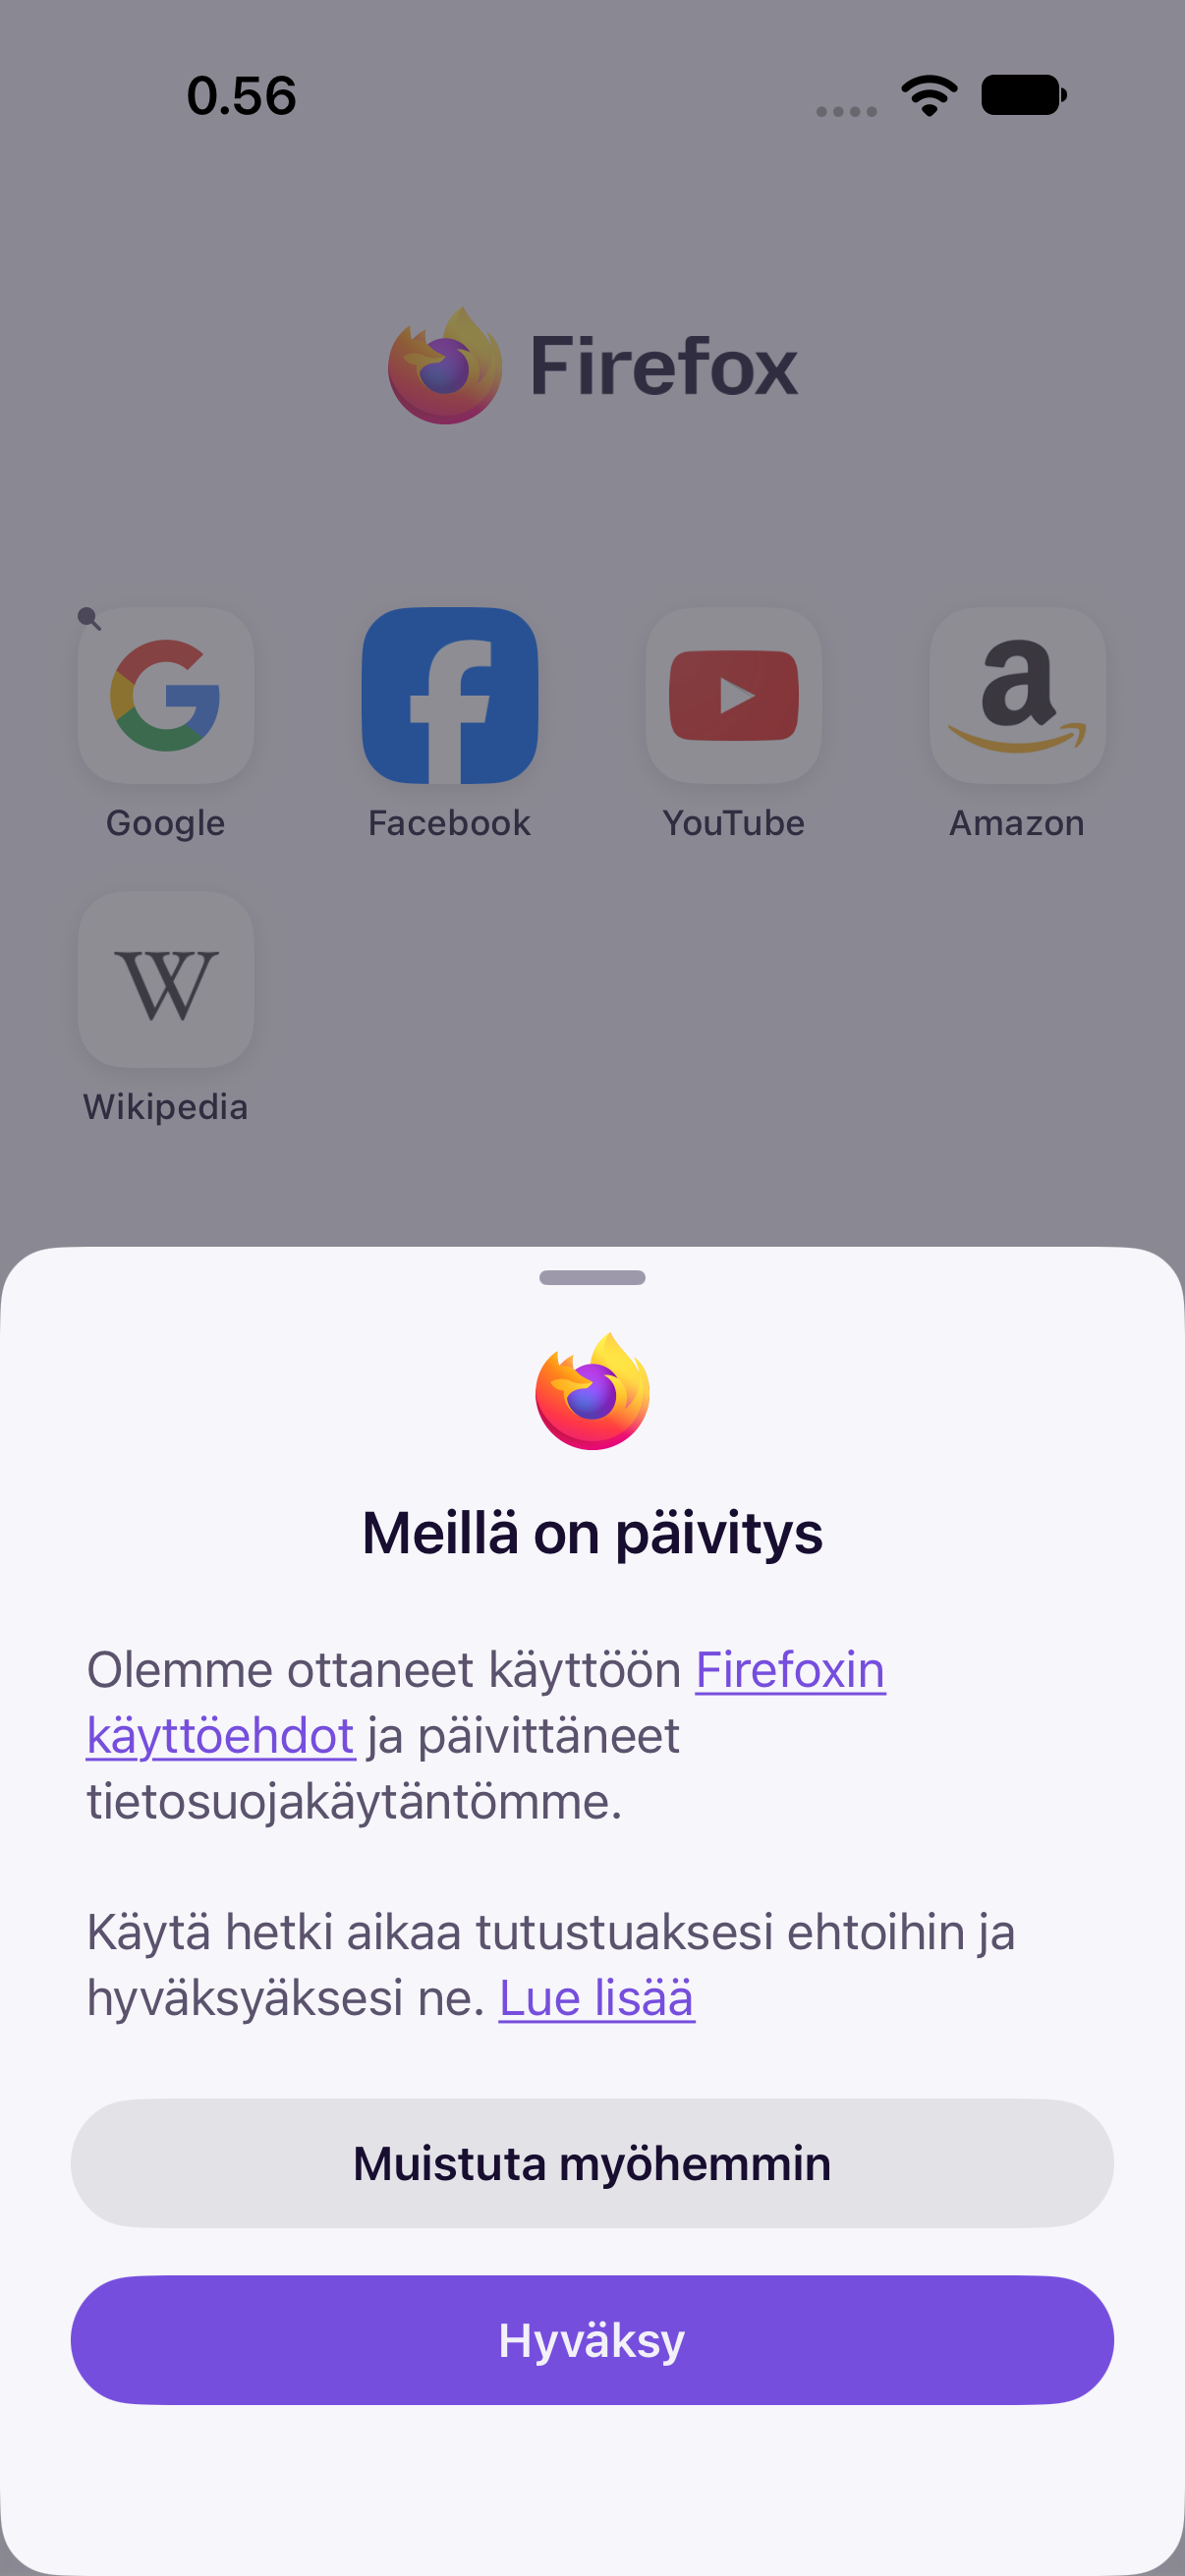 0.56
Firefox
Google
Facebook
YouTube
Amazon
Wikipedia
Meillä on päivitys
Olemme ottaneet käyttöön Firefoxin
käyttöehdot ja päivittäneet
tietosuojakäytäntömme.
Käytä hetki aikaa tutustuaksesi ehtoihin ja
hyväksyäksesi ne. Lue lisää
Muistuta myöhemmin
Hyväksy